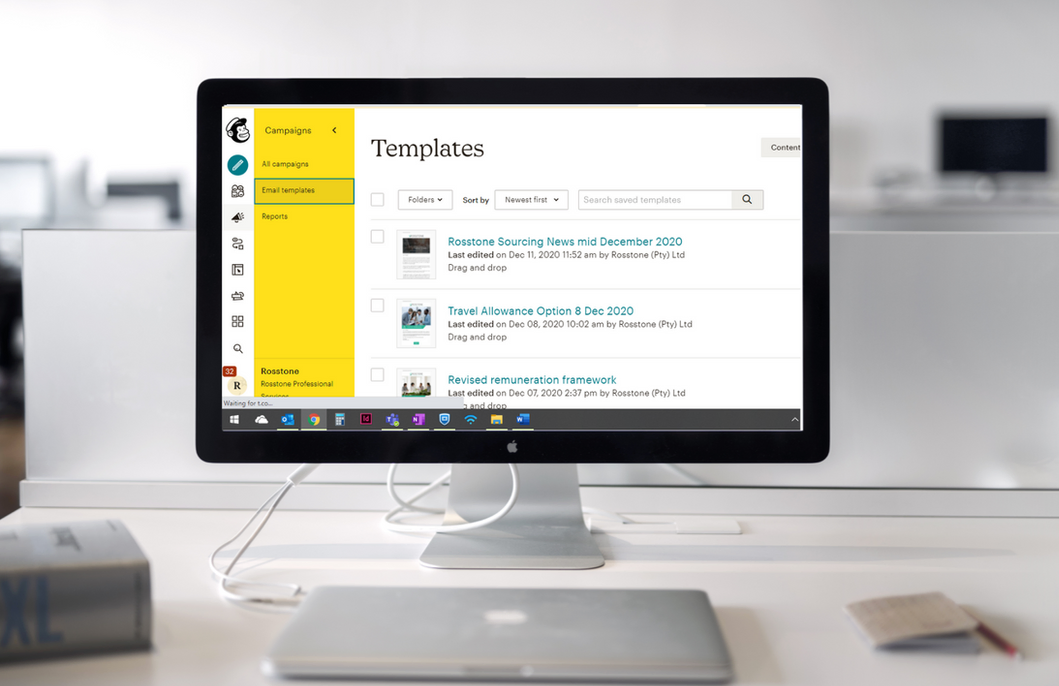 Campaigns
All campaigns
Email templates
Reports
Rosstone
Rosstone Professional
Services
32
R
Waiting for t.co...
Templates
Content
Folders
Sort by
Newest first
Search saved templates
Rosstone Sourcing News mid December 2020
Last edited on Dec 11, 2020 11:52 am by Rosstone (Pty) Ltd
Drag and drop
Travel Allowance Option 8 Dec 2020
Last edited on Dec 08, 2020 10:02 am by Rosstone (Pty) Ltd
Drag and drop
Revised remuneration framework
Last edited on Dec 07, 2020 2:37 pm by Rosstone (Pty) Ltd
Drag and drop
XL